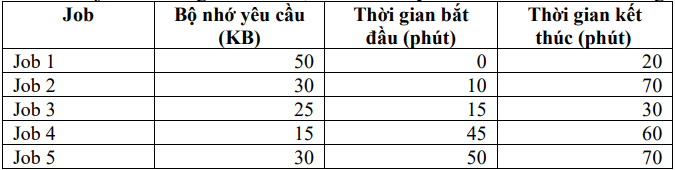 Job Bộ nhớ yêu cầu (KB) Thời gian bắt đầu (phút) Thời gian kết thúc (phút)
Job 1 50 0 20
Job 2 30 10 70
Job 3 25 15 30
Job 4 15 45 60
Job 5 30 50 70